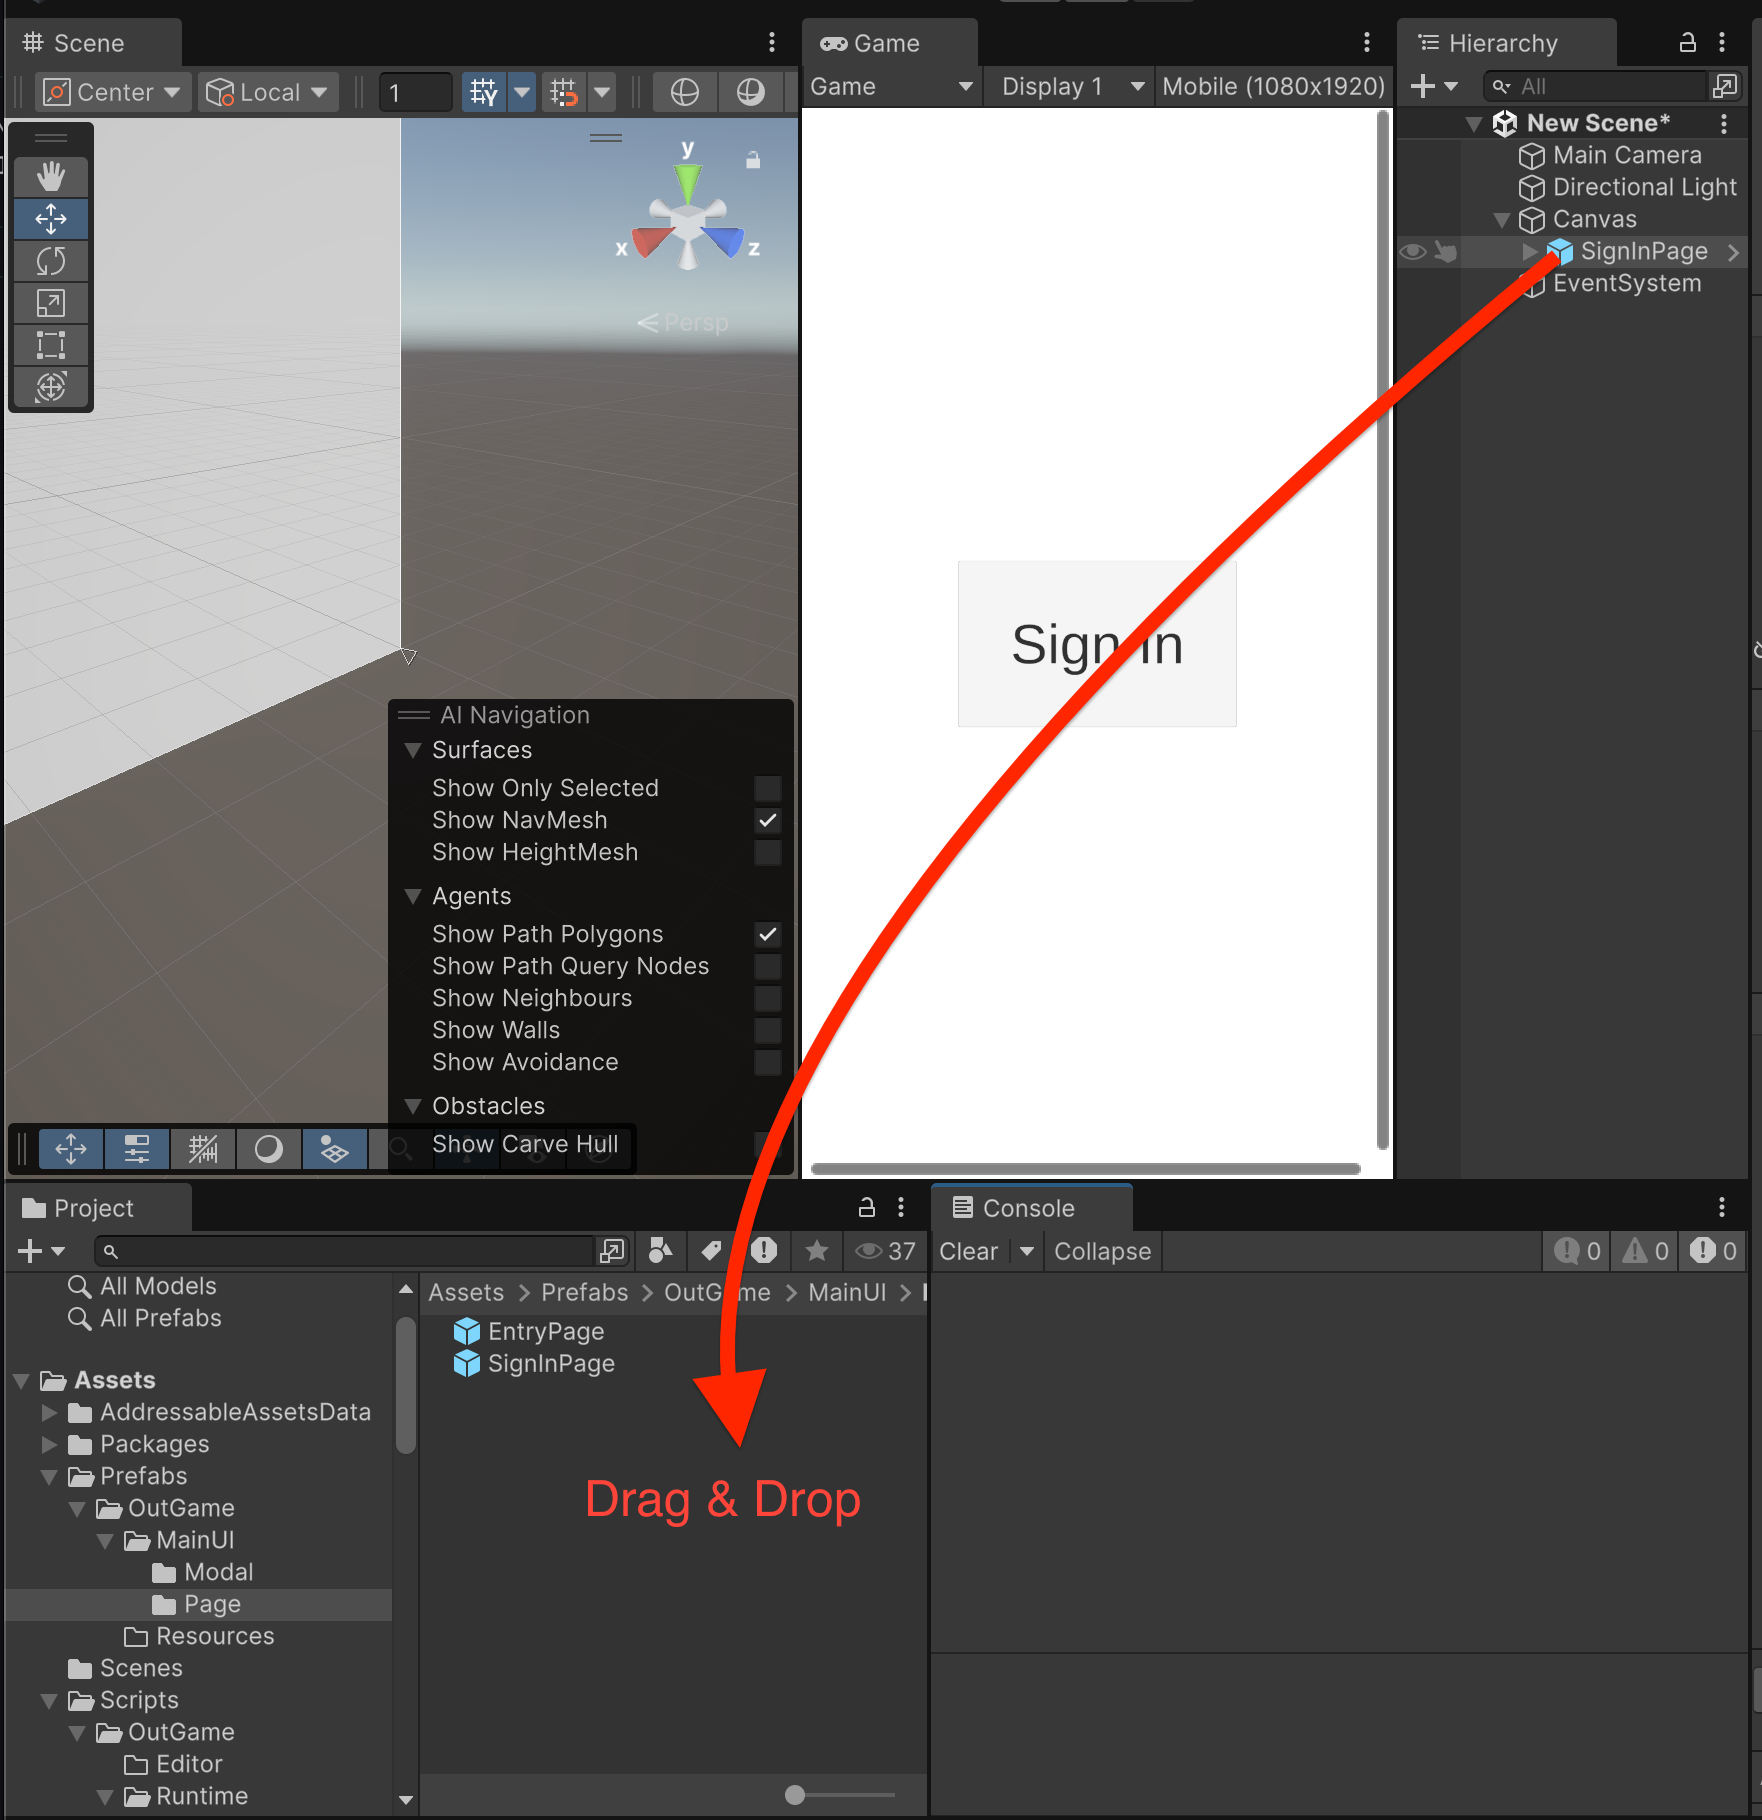 Scene
Center
Local
1
y
x
z
Persp
AI Navigation
Surfaces
Show Only Selected
Show NavMesh
Show HeightMesh
Agents
Show Path Polygons
Show Path Query Nodes
Show Neighbours
Show Walls
Show Avoidance
Obstacles
Show Carve Hull
Game
Game
Display 1
Mobile (1080x1920)
Sign In
Hierarchy
All
New Scene*
Main Camera
Directional Light
Canvas
SignInPage
EventSystem
Project
37
All Models
All Prefabs
Assets
AddressableAssetsData
Packages
Prefabs
OutGame
MainUI
Modal
Page
Resources
Scenes
Scripts
OutGame
Editor
Runtime
Assets > Prefabs > OutGame > MainUI >
EntryPage
SignInPage
Drag & Drop
Console
Clear
Collapse
0
0
0